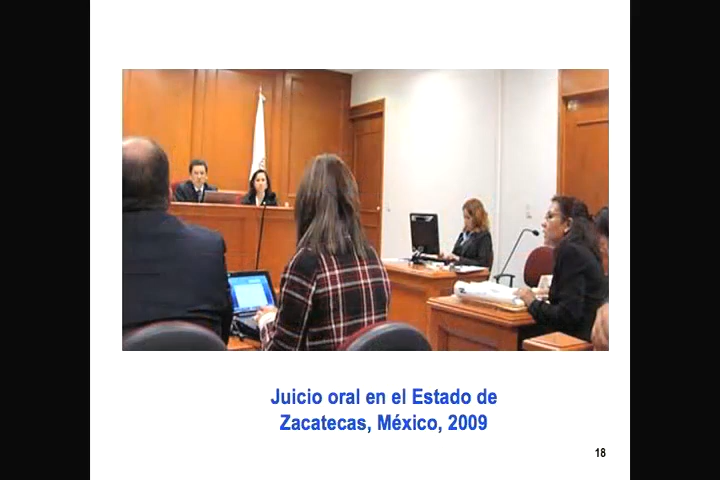 Juicio oral en el Estado de
Zacatecas, México, 2009
18